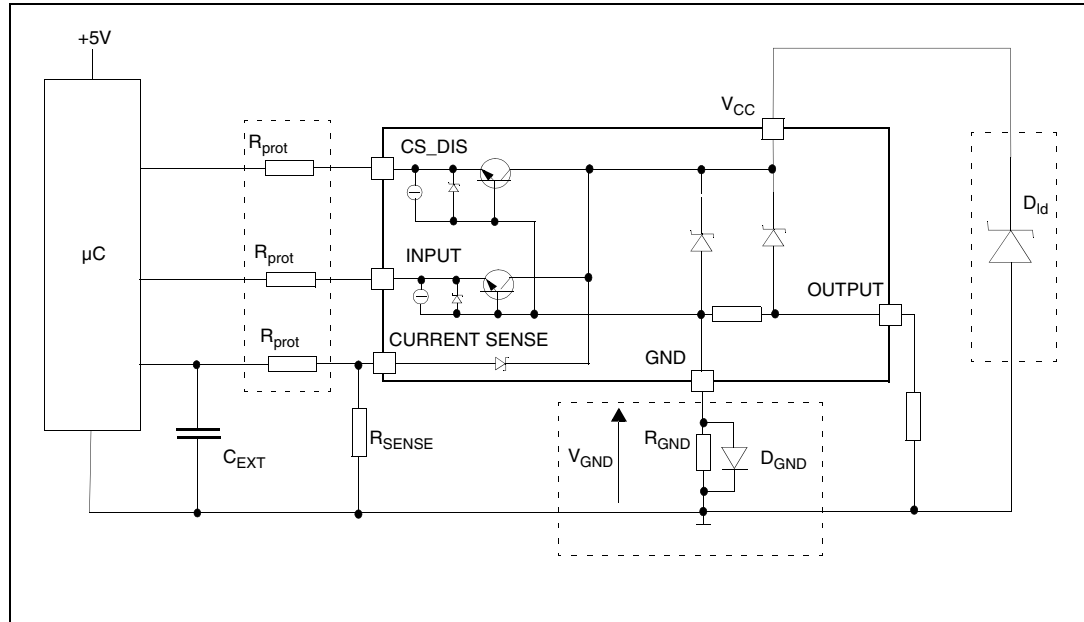 +5V
V_CC
R_prot
CS_DIS
D_ld
µC
R_prot
INPUT
OUTPUT
R_prot
CURRENT SENSE
GND
R_SENSE
R_GND
C_EXT
V_GND
D_GND